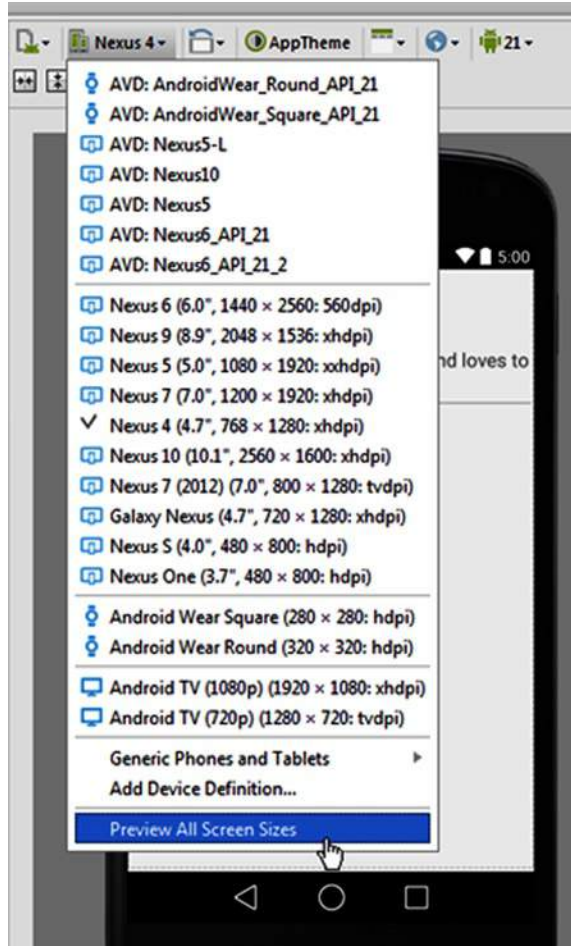 Nexus 4 AppTheme 21
AVD: AndroidWear_Round_API_21
AVD: AndroidWear_Square_API_21
AVD: Nexus5-L
AVD: Nexus10
AVD: Nexus5
AVD: Nexus6_API_21
AVD: Nexus6_API_21_2
5:00
Nexus 6 (6.0", 1440 × 2560: 560dpi)
Nexus 9 (8.9", 2048 × 1536: xhdpi)
Nexus 5 (5.0", 1080 × 1920: xxhdpi)
nd loves to
Nexus 7 (7.0", 1200 × 1920: xhdpi)
Nexus 4 (4.7", 768 × 1280: xhdpi)
Nexus 10 (10.1", 2560 × 1600: xhdpi)
Nexus 7 (2012) (7.0", 800 × 1280: tvdpi)
Galaxy Nexus (4.7", 720 × 1280: xhdpi)
Nexus S (4.0", 480 × 800: hdpi)
Nexus One (3.7", 480 × 800: hdpi)
Android Wear Square (280 × 280: hdpi)
Android Wear Round (320 × 320: hdpi)
Android TV (1080p) (1920 × 1080: xhdpi)
Android TV (720p) (1280 × 720: tvdpi)
Generic Phones and Tablets
Add Device Definition...
Preview All Screen Sizes